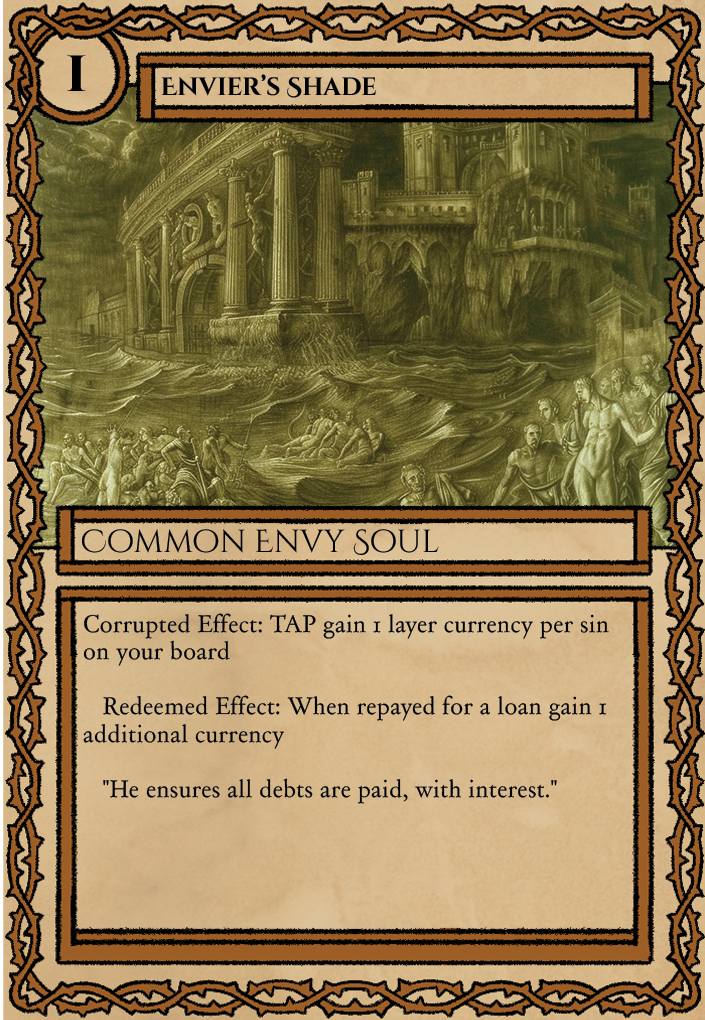 1
Envier's Shade
Common Envy Soul
Corrupted Effect: TAP gain 1 layer currency per sin
on your board
Redeemed Effect: When repayed for a loan gain 1
additional currency
"He ensures all debts are paid, with interest."